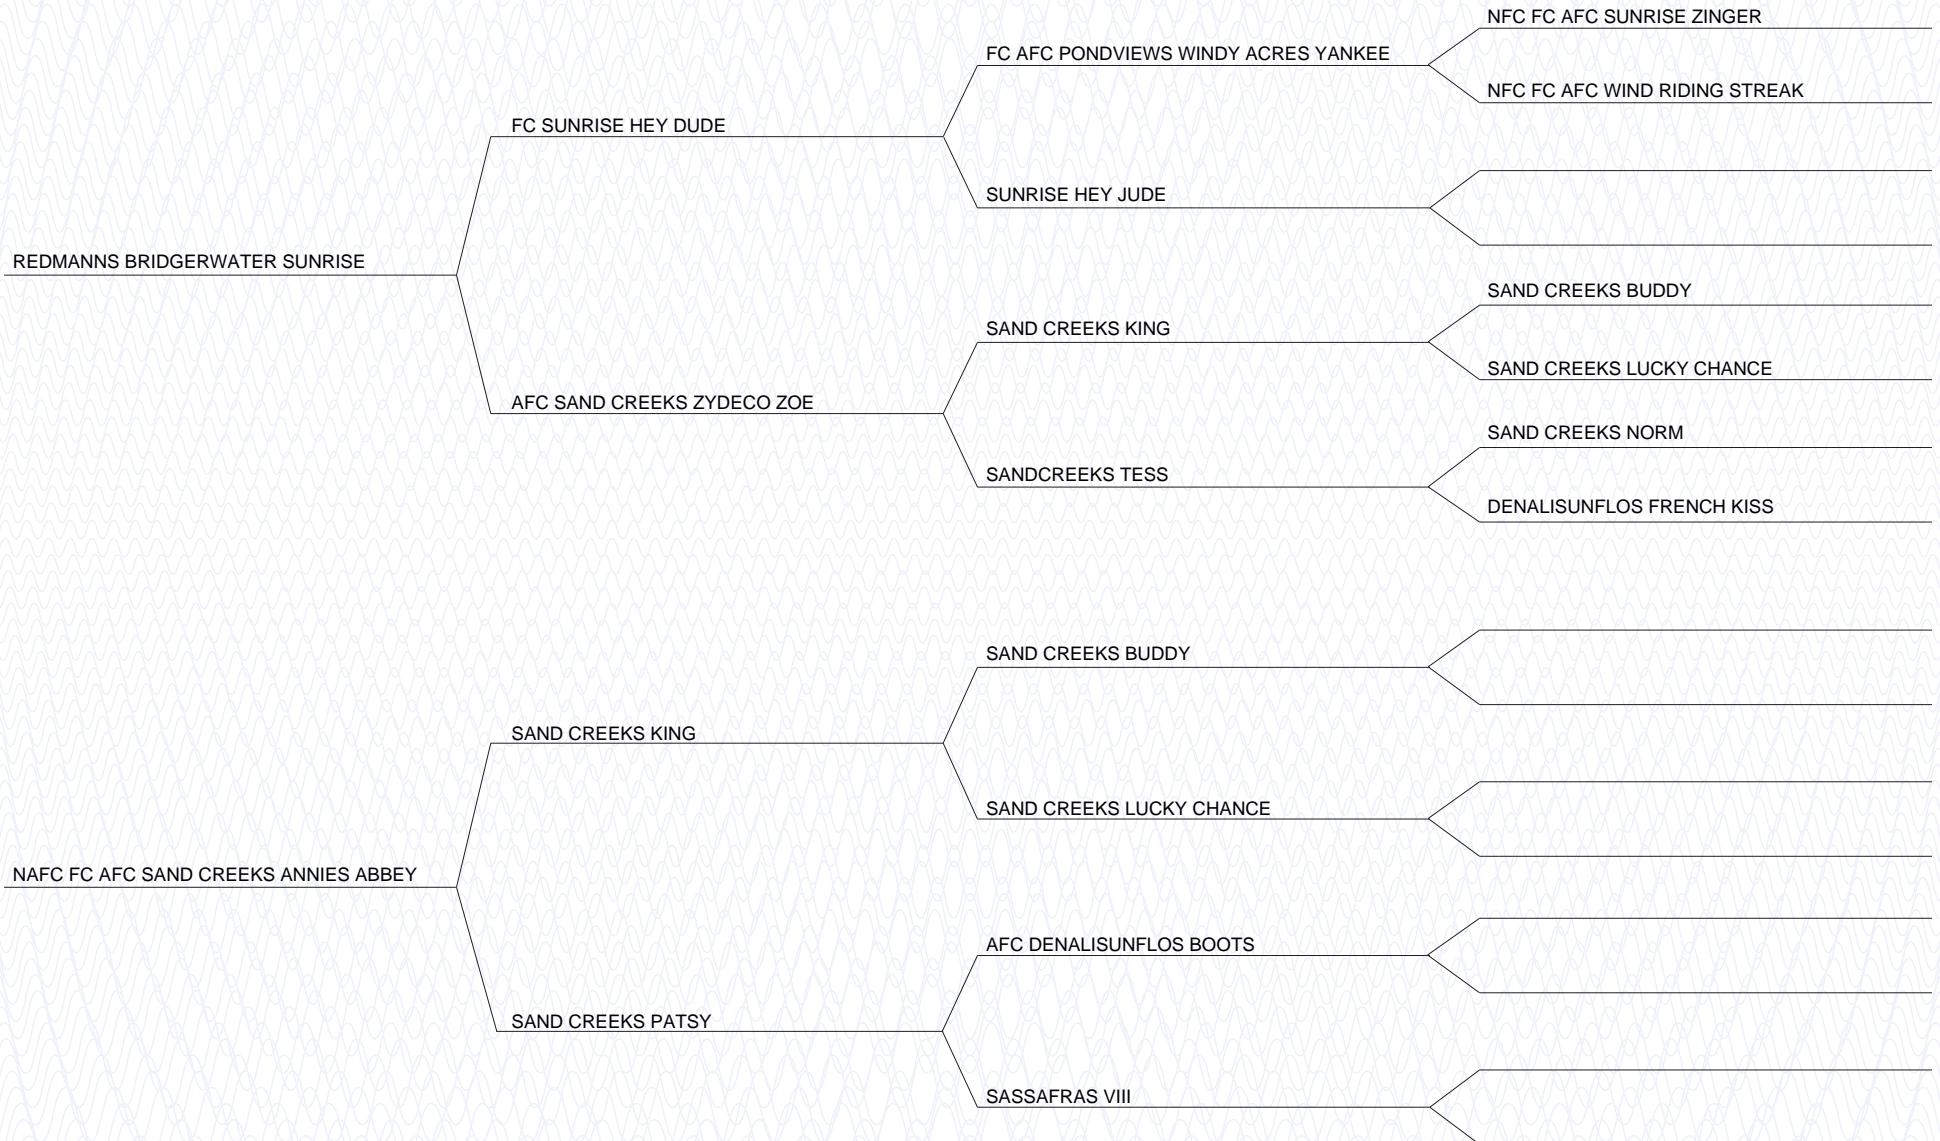 NFC FC AFC SUNRISE ZINGER
FC AFC PONDVIEWS WINDY ACRES YANKEE
NFC FC AFC WIND RIDING STREAK
FC SUNRISE HEY DUDE
SUNRISE HEY JUDE
REDMANNS BRIDGERWATER SUNRISE
SAND CREEKS BUDDY
SAND CREEKS KING
SAND CREEKS LUCKY CHANCE
AFC SAND CREEKS ZYDECO ZOE
SAND CREEKS NORM
SANDCREEKS TESS
DENALISUNFLOS FRENCH KISS
SAND CREEKS BUDDY
SAND CREEKS KING
SAND CREEKS LUCKY CHANCE
NAFC FC AFC SAND CREEKS ANNIES ABBEY
AFC DENALISUNFLOS BOOTS
SAND CREEKS PATSY
SASSAFRAS VIII